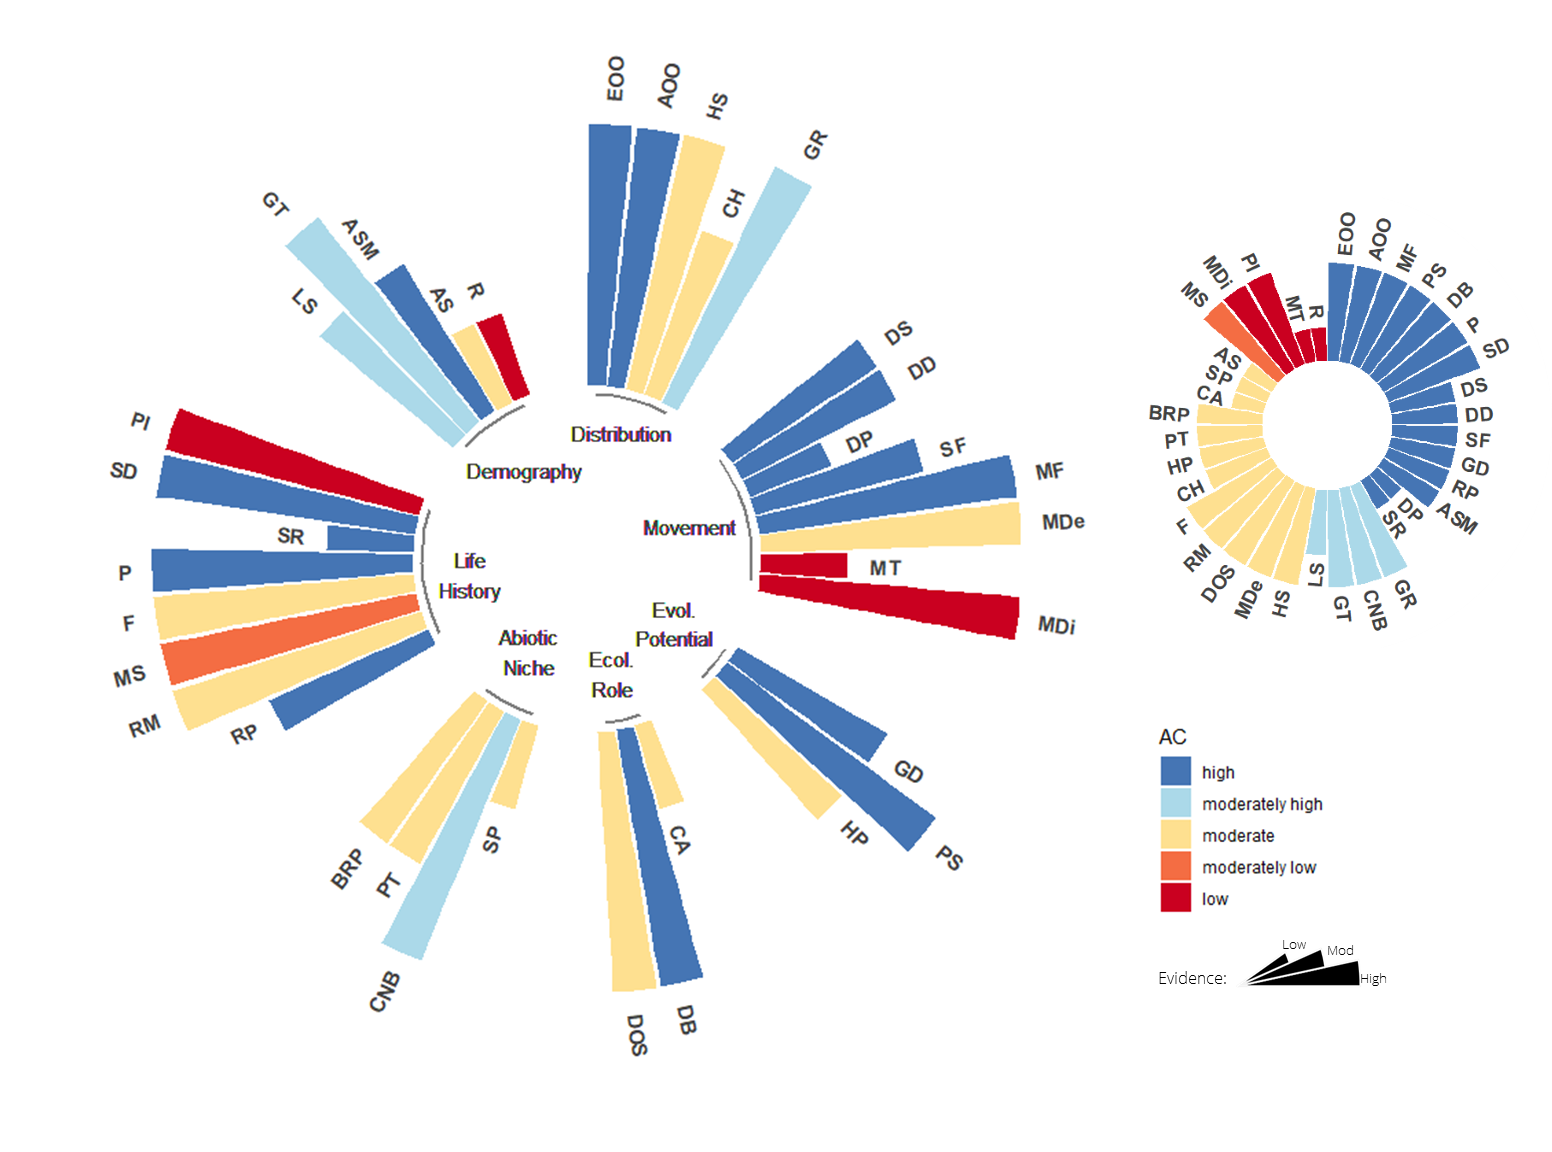 EOO
AOO
HS
CH
GR
DS
DD
DP
SF
MF
MDe
MT
MDi
GD
PS
HP
CA
DB
DOS
SP
CNB
PT
BRP
RP
RM
MS
F
P
SR
SD
PI
LS
GT
ASM
AS
R
Distribution
Demography
Movement
Life
History
Evol.
Potential
Abiotic
Niche
Ecol.
Role
EOO
AOO
MF
PS
DB
P
SD
DS
DD
SF
GD
RP
ASM
DP
SR
GR
CNB
GT
LS
HS
MDe
DOS
RM
F
CH
HP
PT
BRP
CA
SP
AS
MS
MDi
PI
MT
R
AC
high
moderately high
moderate
moderately low
low
Evidence:
Low
Mod
High